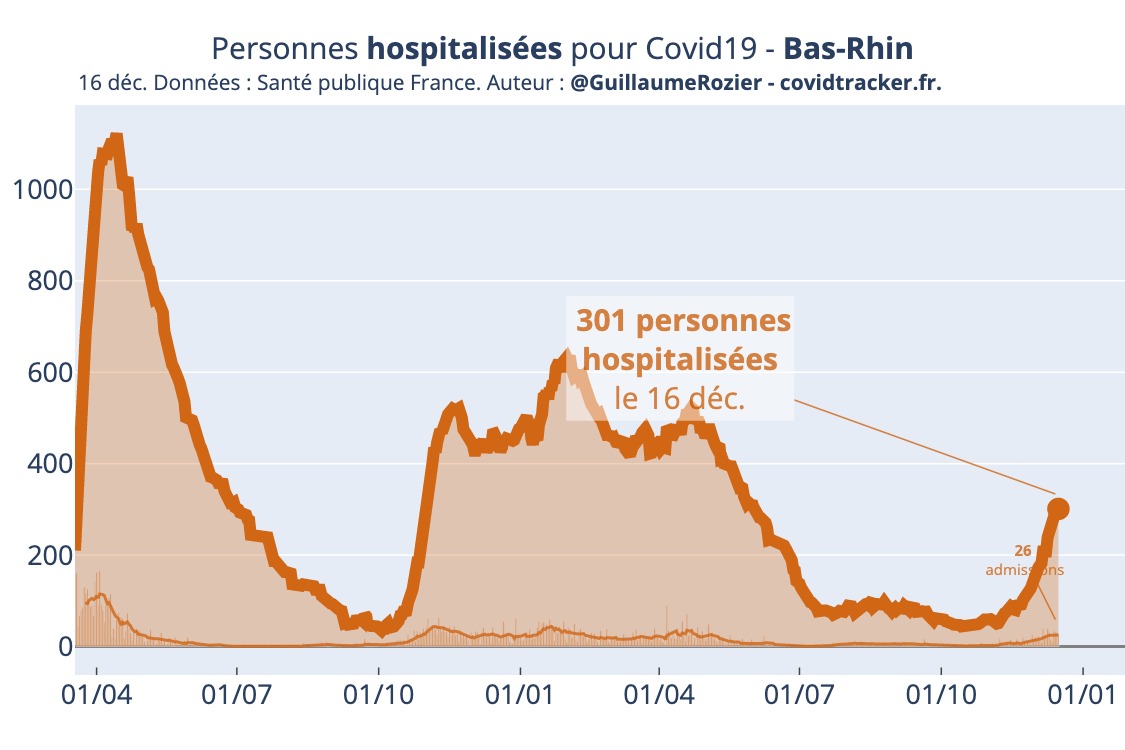 Personnes hospitalisées pour Covid19 - Bas-Rhin
16 déc. Données : Santé publique France. Auteur : @GuillaumeRozier - covidtracker.fr.
1000
800
600
400
200
0
301 personnes
hospitalisées
le 16 déc.
26
admissions
01/04 01/07 01/10 01/01 01/04 01/07 01/10 01/01